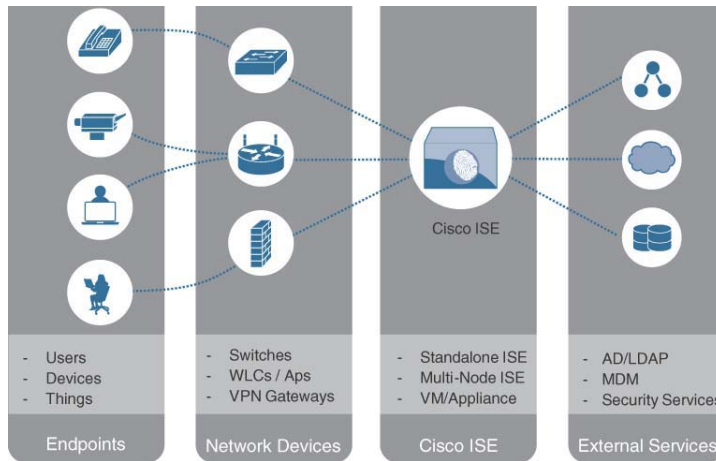 Cisco ISE
- Users
- Devices
- Things
- Switches
- WLCs / Aps
- VPN Gateways
- Standalone ISE
- Multi-Node ISE
- VM/Appliance
- AD/LDAP
- MDM
- Security Services
Endpoints
Network Devices
Cisco ISE
External Services